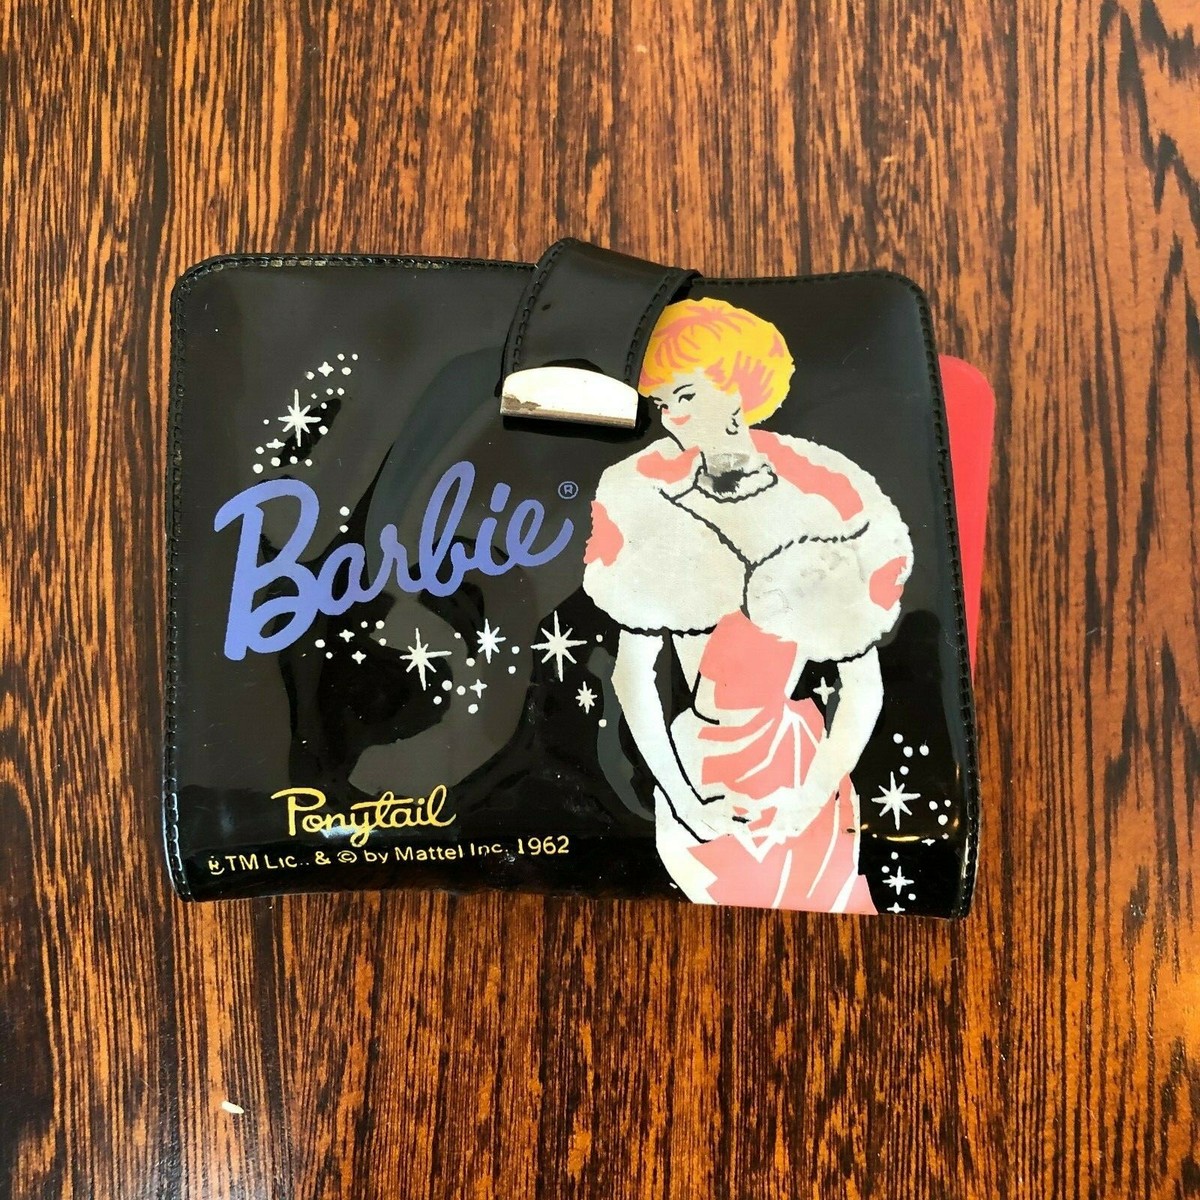 Barbie®
Ponytail
®TM Lic.. & © by Mattel Inc. 1962